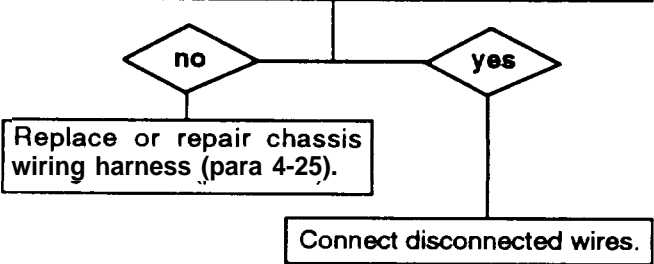 no
yes
Replace or repair chassis
wiring harness (para 4-25).
Connect disconnected wires.